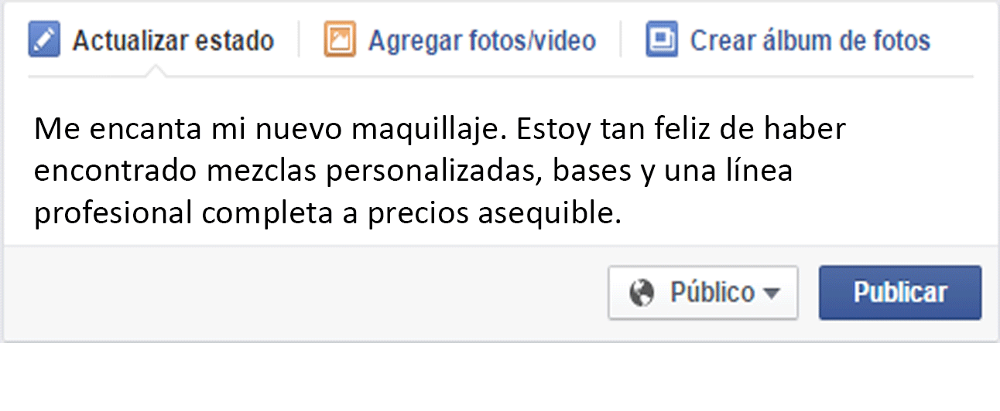 Actualizar estado Agregar fotos/video Crear álbum de fotos
Me encanta mi nuevo maquillaje. Estoy tan feliz de haber
encontrado mezclas personalizadas, bases y una línea
profesional completa a precios asequible.
Público Publicar